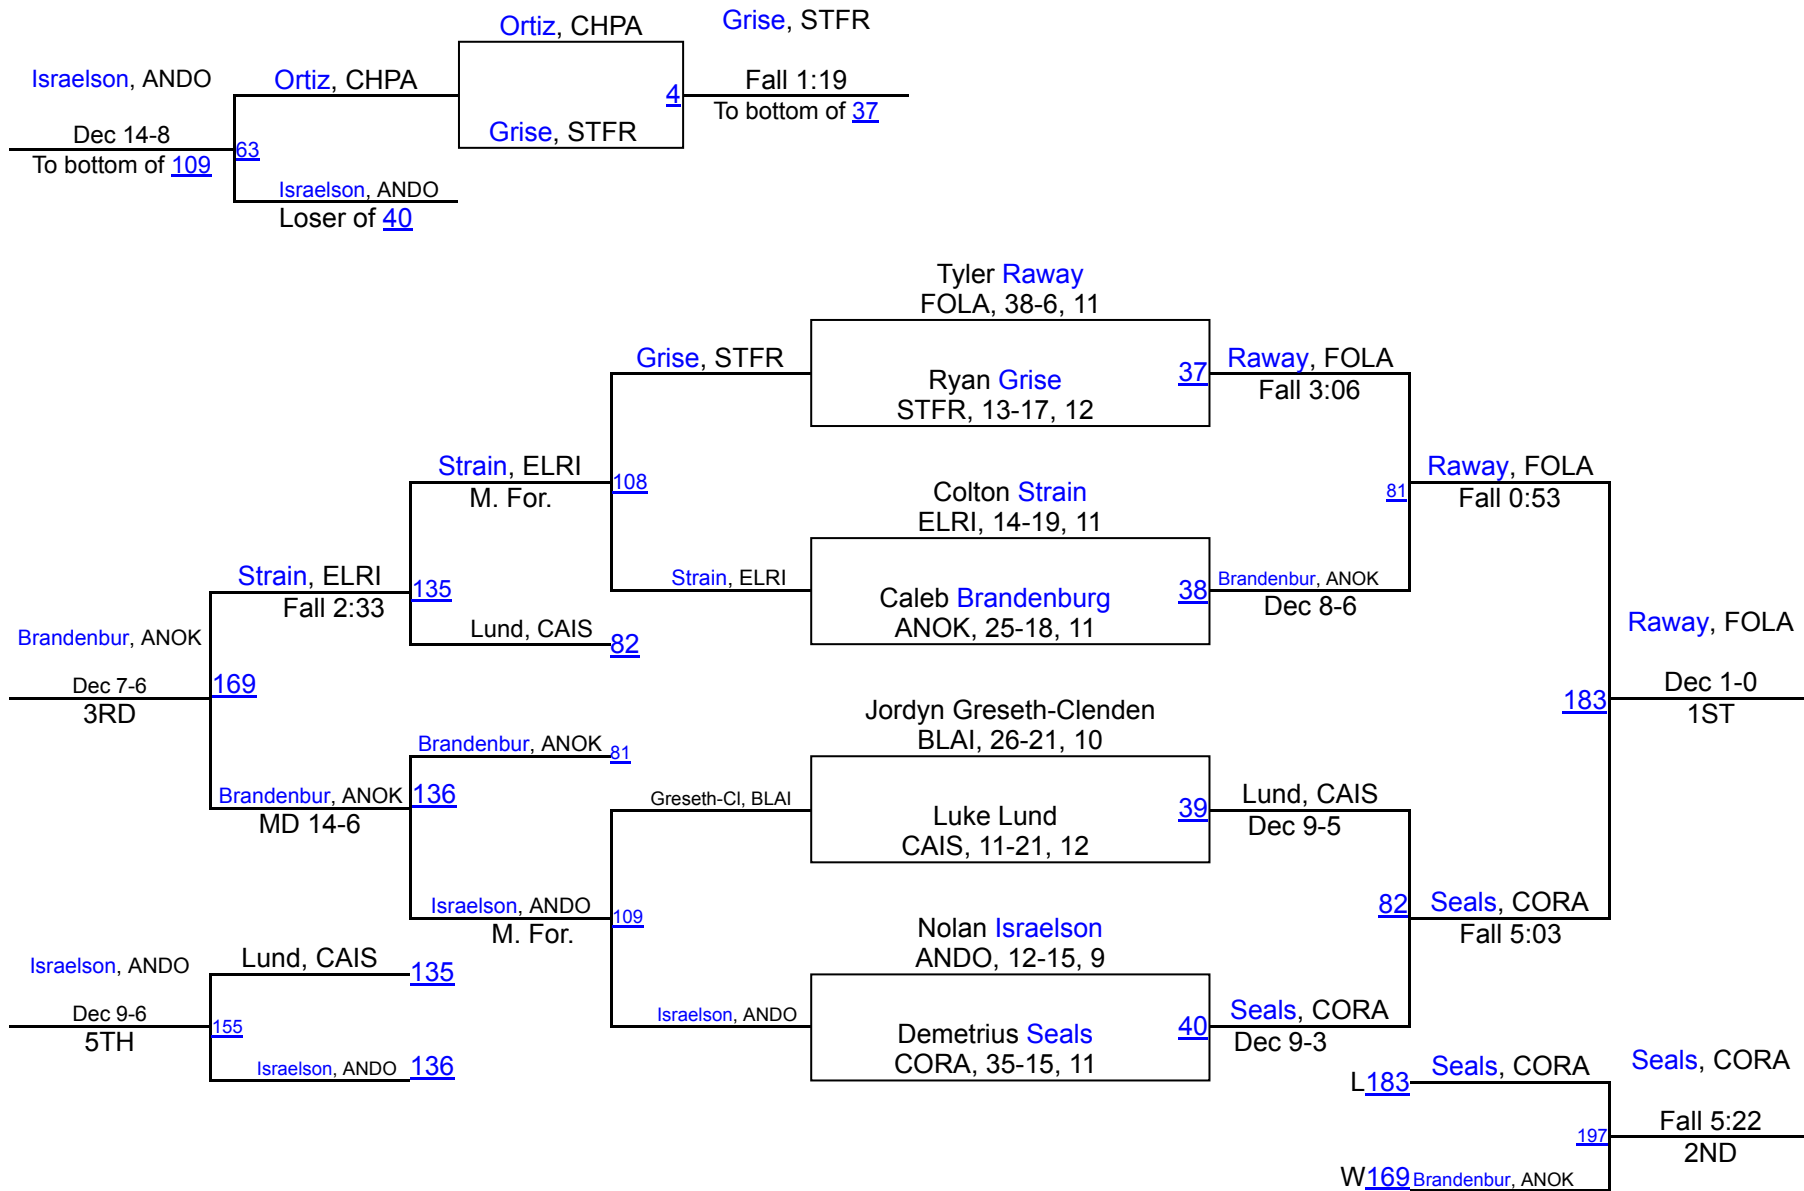 Ortiz, CHPA
Grise, STFR
Israelson, ANDO
Ortiz, CHPA
Fall 1:19
4
To bottom of 37
Dec 14-8
Grise, STFR
63
To bottom of 109
Israelson, ANDO
Loser of 40
Tyler Raway
FOLA, 38-6, 11
Grise, STFR
Raway, FOLA
Ryan Grise
37
STFR, 13-17, 12
Fall 3:06
Strain, ELRI
Raway, FOLA
108
M. For.
Colton Strain
81
Fall 0:53
ELRI, 14-19, 11
Strain, ELRI
135
Fall 2:33
Strain, ELRI
Caleb Brandenburg
38
Brandenbur, ANOK
ANOK, 25-18, 11
Dec 8-6
Lund, CAIS
82
Brandenbur, ANOK
Raway, FOLA
Dec 7-6
169
3RD
Dec 1-0
183
1ST
Jordyn Greseth-Clenden
BLAI, 26-21, 10
Brandenbur, ANOK
81
Brandenbur, ANOK
136
MD 14-6
Greseth-Cl, BLAI
Luke Lund
39
Lund, CAIS
CAIS, 11-21, 12
Dec 9-5
Israelson, ANDO
109
M. For.
82
Seals, CORA
Fall 5:03
Nolan Israelson
ANDO, 12-15, 9
Israelson, ANDO
Lund, CAIS
135
Dec 9-6
155
5TH
Israelson, ANDO
Demetrius Seals
40
Seals, CORA
CORA, 35-15, 11
Dec 9-3
Israelson, ANDO
136
L183
Seals, CORA
Seals, CORA
Fall 5:22
197
2ND
W169
Brandenbur, ANOK